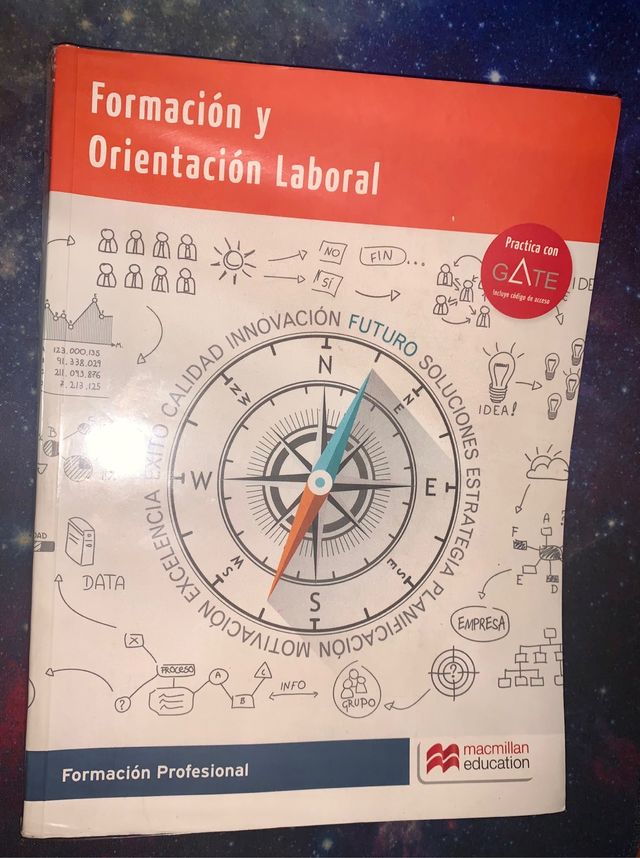 Formación y
Orientación Laboral
Practica con
GATE
Incluye código de acceso
NO
FIN...
SÍ
IDE
123,000,135
91,338,029
211,093,876
7,213,125
EXCELENCIA ÉXITO CALIDAD INNOVACIÓN FUTURO SOLUCIONES ESTRATEGIA PLANIFICACIÓN MOTIVACIÓN
N
NW
NE
IDEA!
W
E
SW
SE
S
A
F
B
E
D
DATA
EMPRESA
X
PROCESO
A
C
B
?
INFO
GRUPO
?
Formación Profesional
macmillan
education